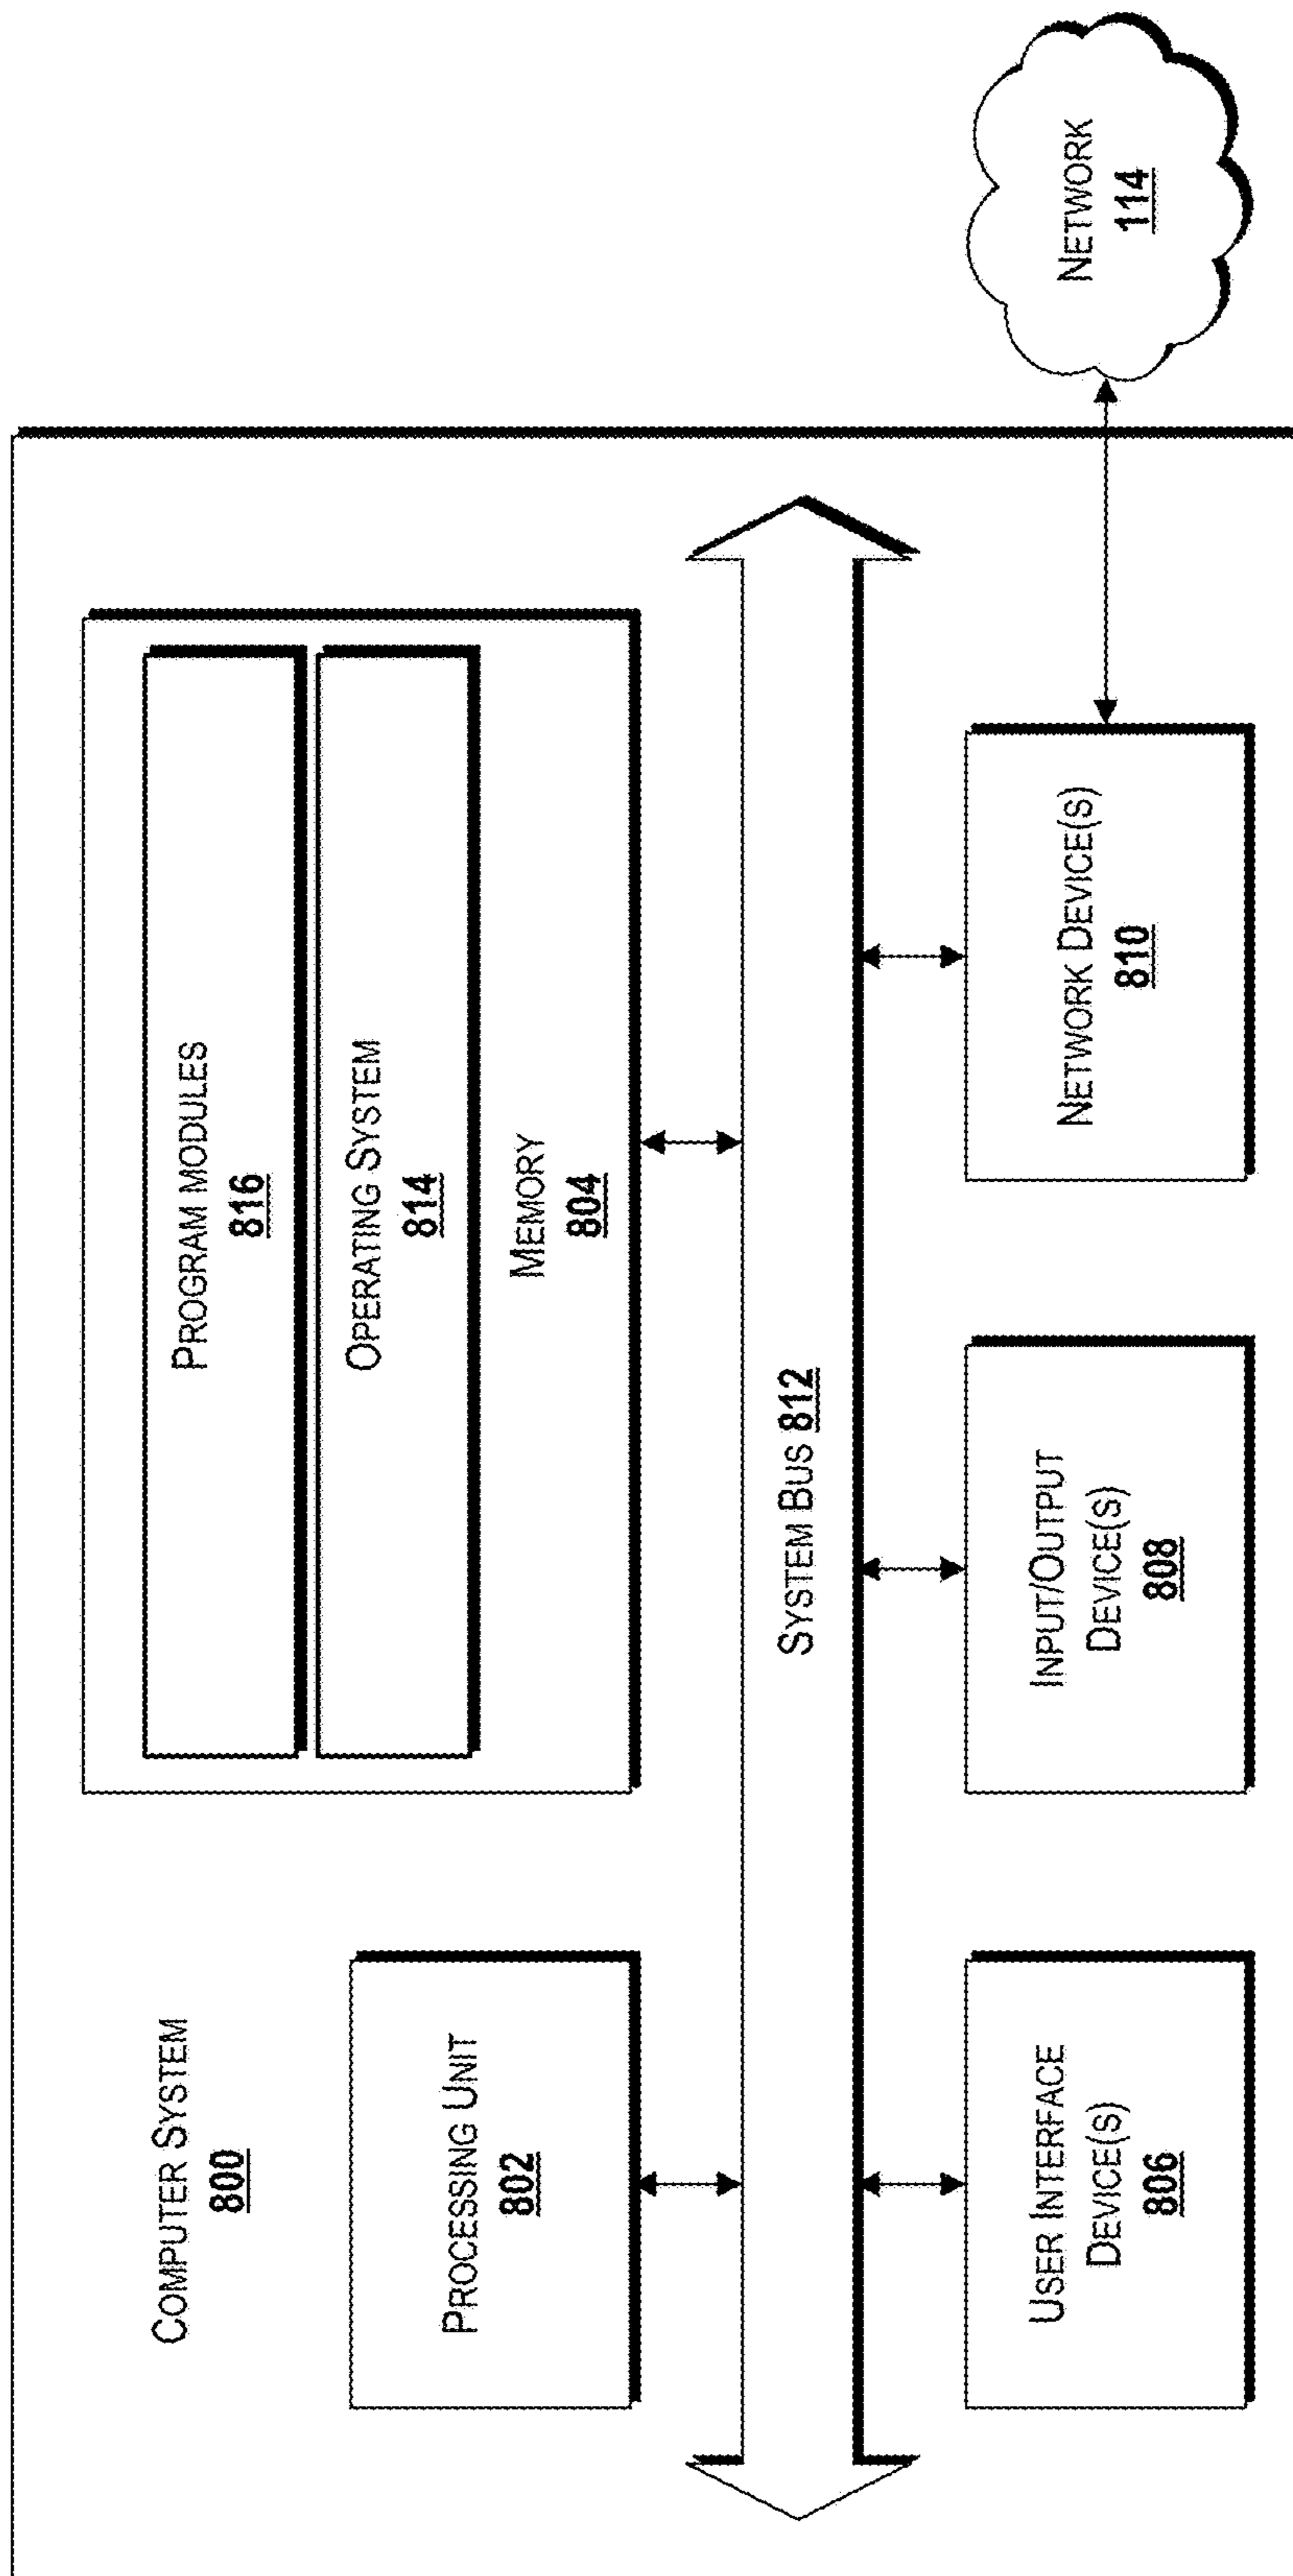 COMPUTER SYSTEM
800
PROCESSING UNIT
802
PROGRAM MODULES
816
OPERATING SYSTEM
814
MEMORY
804
SYSTEM BUS 812
USER INTERFACE
DEVICE(S)
806
INPUT/OUTPUT
DEVICE(S)
808
NETWORK DEVICE(S)
810
NETWORK
114